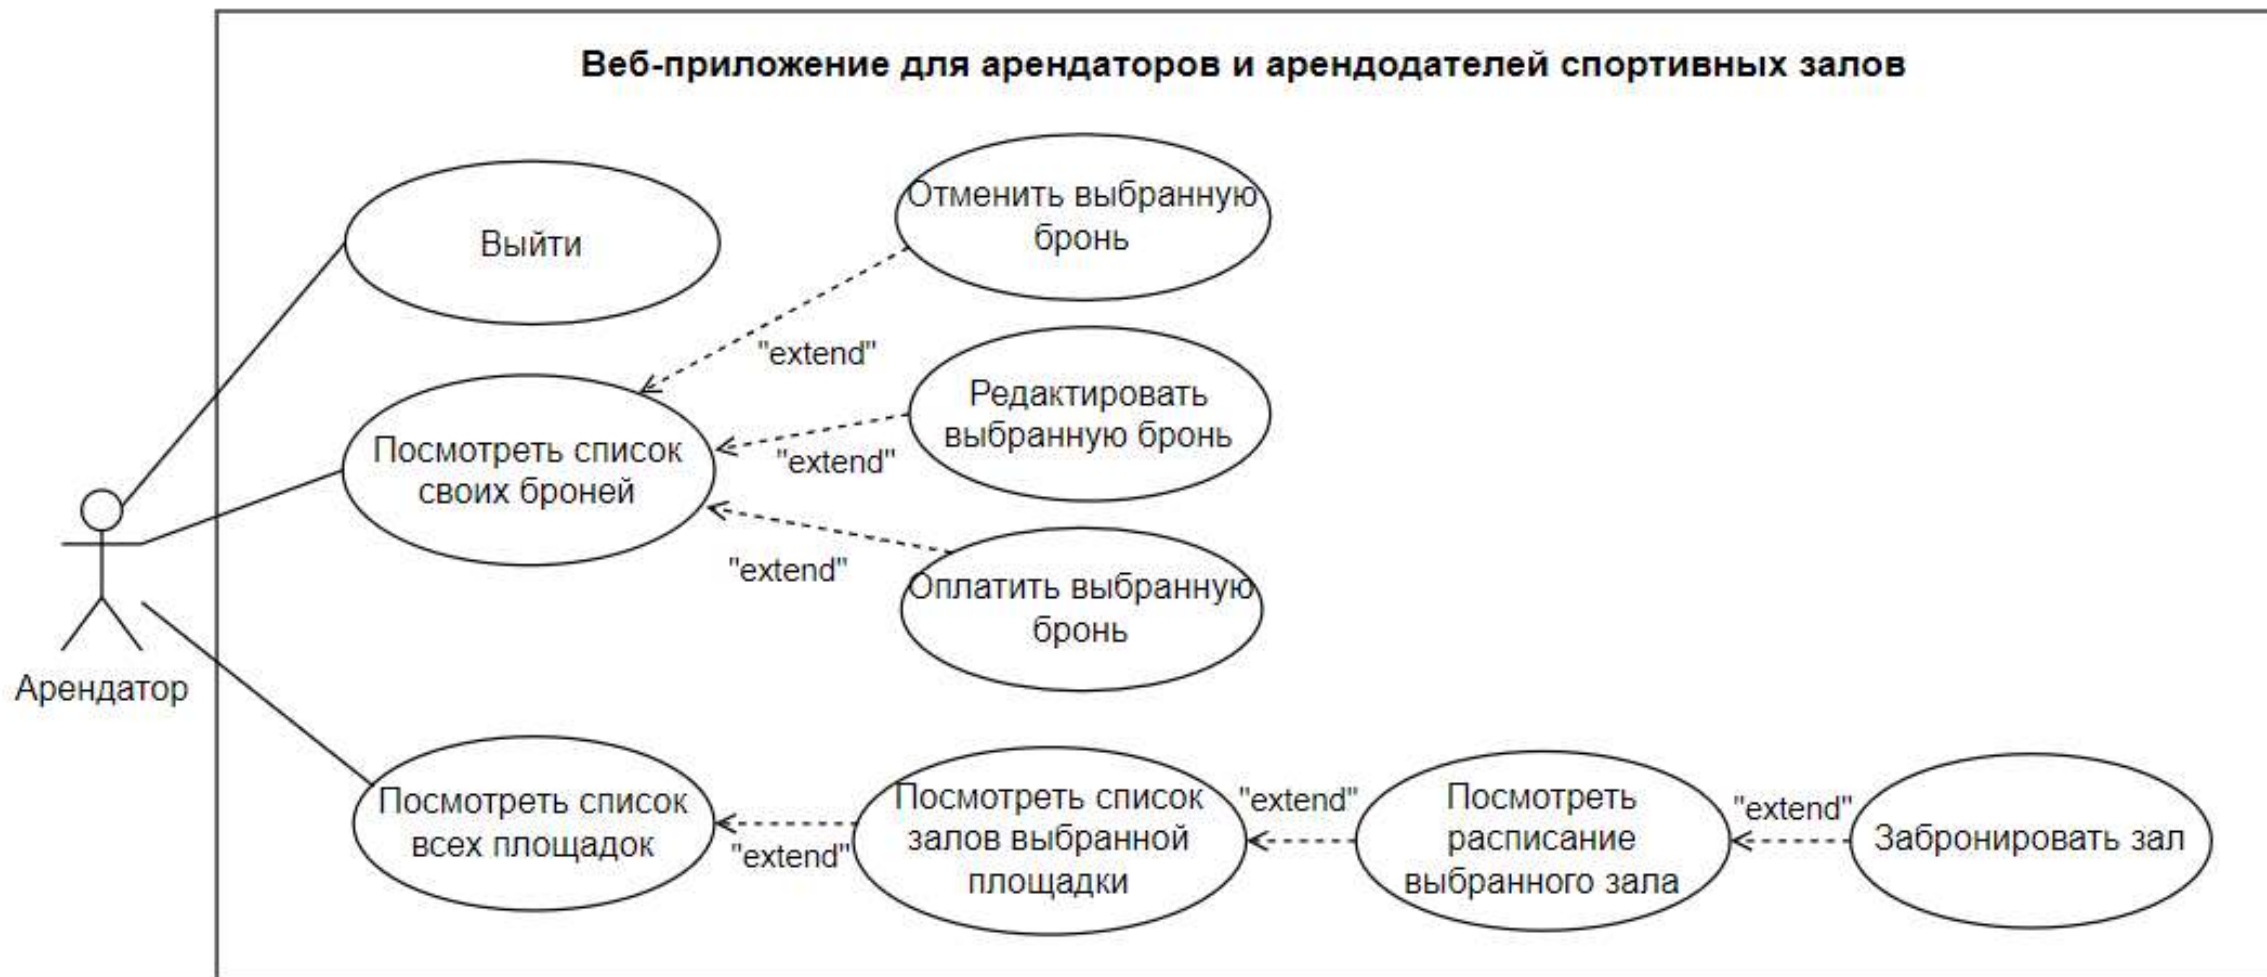 Веб-приложение для арендаторов и арендодателей спортивных залов
Отменить выбранную
бронь
Выйти
"extend"
Редактировать
выбранную бронь
Посмотреть список
своих броней
"extend"
"extend"
Оплатить выбранную
бронь
Арендатор
Посмотреть список
всех площадок
"extend"
Посмотреть список
залов выбранной
площадки
"extend"
Посмотреть
расписание
выбранного зала
"extend"
Забронировать зал